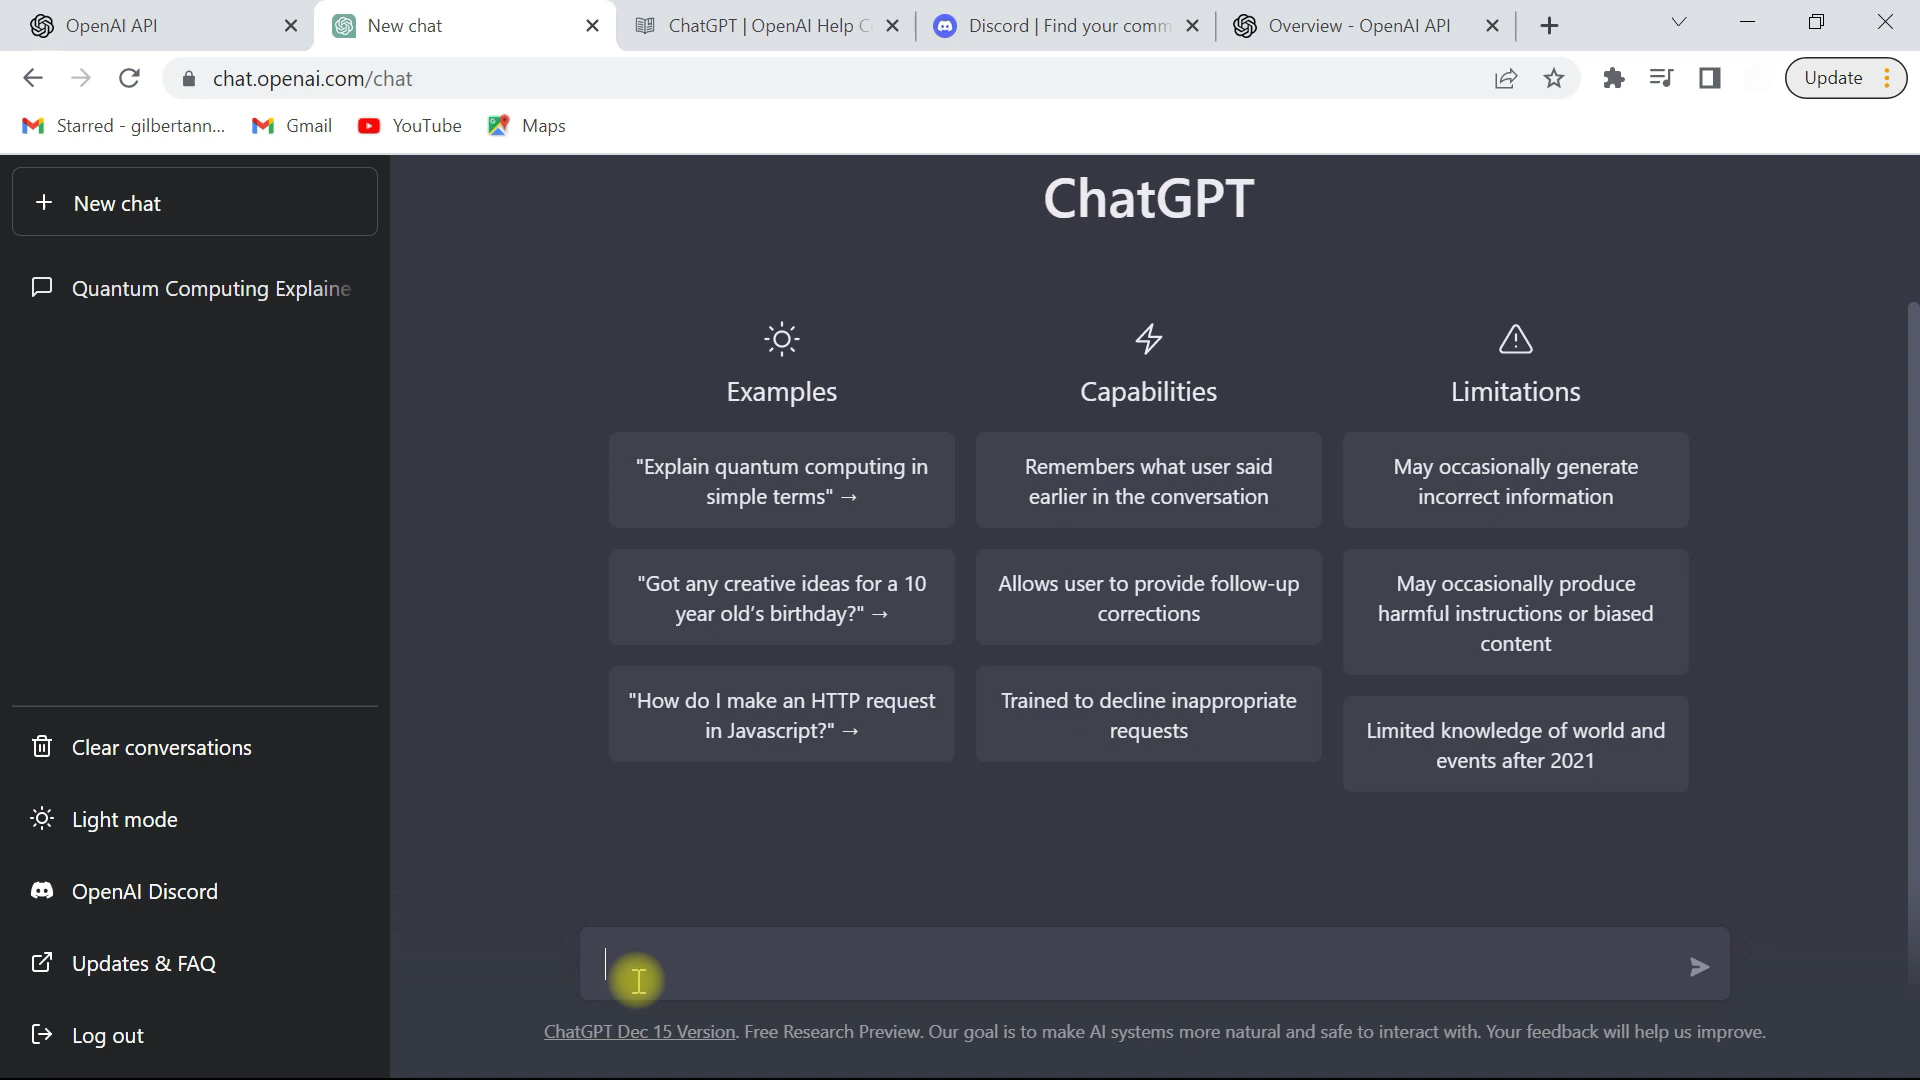 OpenAI API
New chat
ChatGPT | OpenAI Help C
Discord | Find your comm
Overview - OpenAI API
chat.openai.com/chat
Update
Starred - gilbertann...
Gmail
YouTube
Maps
New chat
Quantum Computing Explaine
Clear conversations
Light mode
OpenAI Discord
Updates & FAQ
Log out
ChatGPT
Examples
"Explain quantum computing in
simple terms" →
"Got any creative ideas for a 10
year old's birthday?" →
"How do I make an HTTP request
in Javascript?" →
Capabilities
Remembers what user said
earlier in the conversation
Allows user to provide follow-up
corrections
Trained to decline inappropriate
requests
Limitations
May occasionally generate
incorrect information
May occasionally produce
harmful instructions or biased
content
Limited knowledge of world and
events after 2021
ChatGPT Dec 15 Version. Free Research Preview. Our goal is to make AI systems more natural and safe to interact with. Your feedback will help us improve.